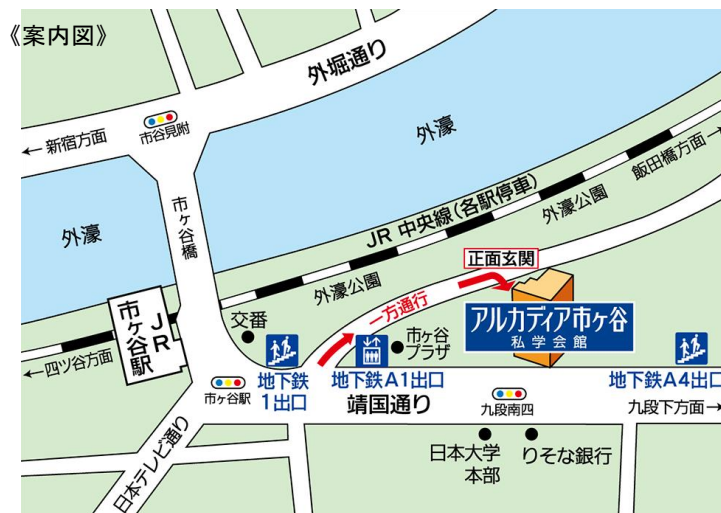 《案内図》
外堀通り
市谷見附
←新宿方面
外濠
飯田橋方面→
市ヶ谷橋
外濠
JR 中央線(各駅停車)
外濠公園
正面玄関
外濠公園
一方通行
アルカディア市ヶ谷
私学会館
JR
市ヶ谷駅
交番
市ヶ谷
プラザ
←四ツ谷方面
市ヶ谷駅
地下鉄
1出口
地下鉄A1出口
地下鉄A4出口
靖国通り
九段南四
九段下方面→
日本テレビ通り
日本大学
本部
りそな銀行